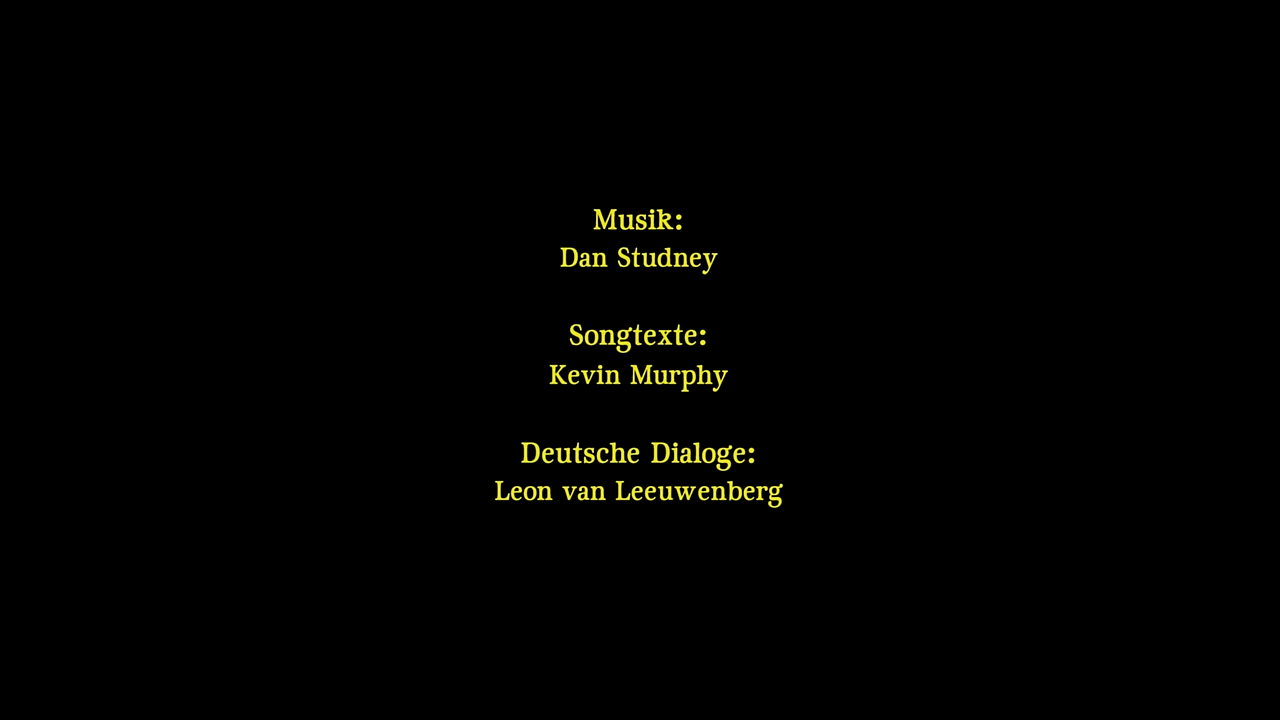 Musik:
Dan Studney
Songtexte:
Kevin Murphy
Deutsche Dialoge:
Leon van Leeuwenberg